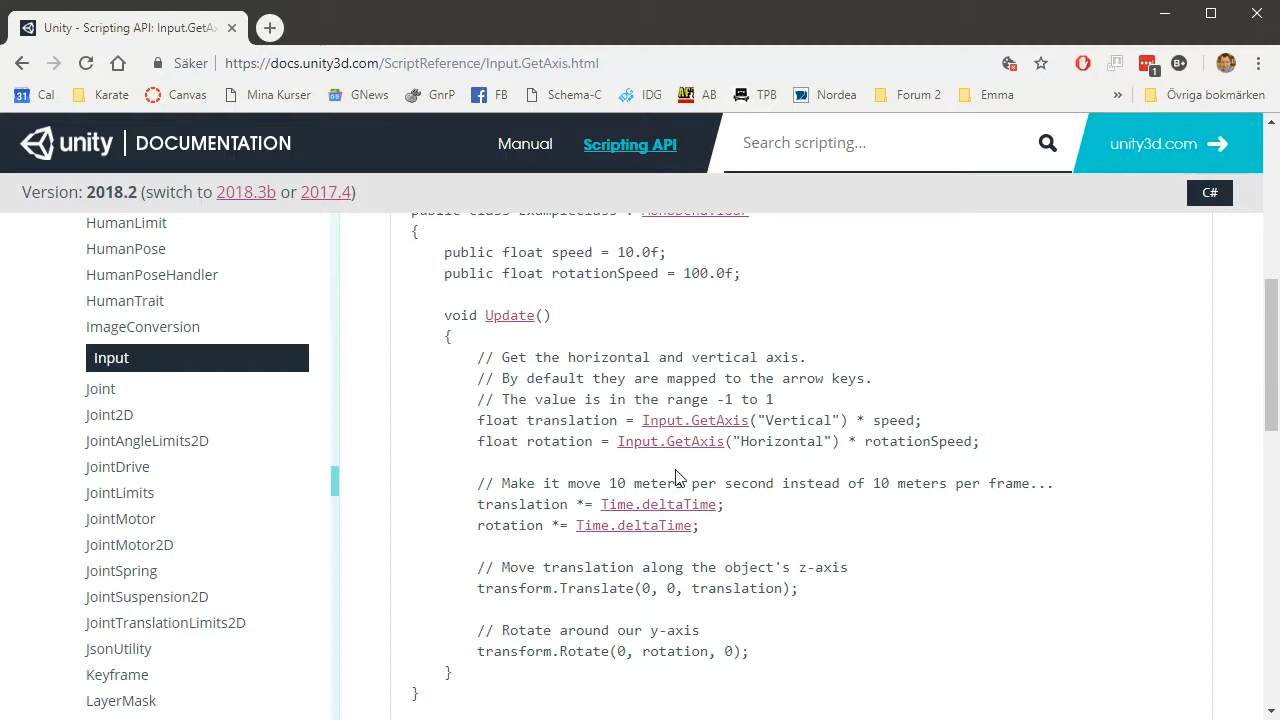 Unity - Scripting API: Input.GetAx
Säker
https://docs.unity3d.com/ScriptReference/Input.GetAxis.html
1
B+
31 Cal
Karate
Canvas
Mina Kurser
GNews
GnrP
FB
Schema-C
IDG
AB
TPB
Nordea
Forum 2
Emma
»
Övriga bokmärken
unity
DOCUMENTATION
Manual
Scripting API
Search scripting...
unity3d.com
Version: 2018.2 (switch to 2018.3b or 2017.4)
C#
HumanLimit
HumanPose
HumanPoseHandler
HumanTrait
ImageConversion
Input
Joint
Joint2D
JointAngleLimits2D
JointDrive
JointLimits
JointMotor
JointMotor2D
JointSpring
JointSuspension2D
JointTranslationLimits2D
JsonUtility
Keyframe
LayerMask
public class ExampleClass : MonoBehaviour
{
public float speed = 10.0f;
public float rotationSpeed = 100.0f;
void Update()
{
// Get the horizontal and vertical axis.
// By default they are mapped to the arrow keys.
// The value is in the range -1 to 1
float translation = Input.GetAxis("Vertical") * speed;
float rotation = Input.GetAxis("Horizontal") * rotationSpeed;
// Make it move 10 meters per second instead of 10 meters per frame...
translation *= Time.deltaTime;
rotation *= Time.deltaTime;
// Move translation along the object's z-axis
transform.Translate(0, 0, translation);
// Rotate around our y-axis
transform.Rotate(0, rotation, 0);
}
}